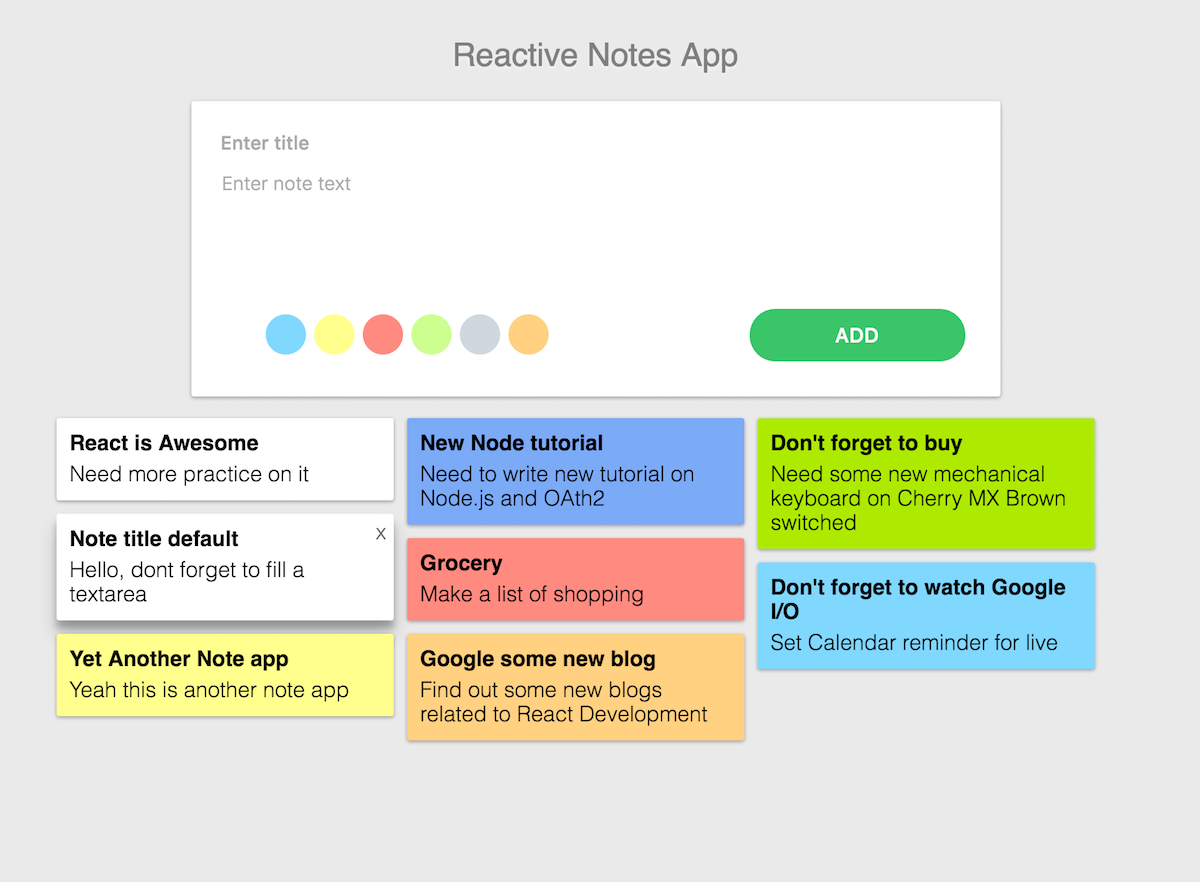 Reactive Notes App
Enter title
Enter note text
ADD
React is Awesome
Need more practice on it
Note title default
X
Hello, dont forget to fill a
textarea
Yet Another Note app
Yeah this is another note app
New Node tutorial
Need to write new tutorial on
Node.js and OAth2
Grocery
Make a list of shopping
Google some new blog
Find out some new blogs
related to React Development
Don't forget to buy
Need some new mechanical
keyboard on Cherry MX Brown
switched
Don't forget to watch Google
I/O
Set Calendar reminder for live